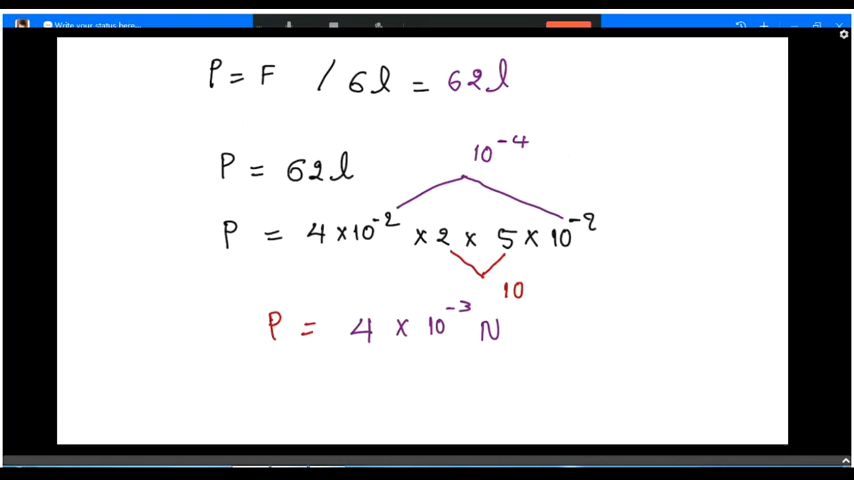 Write your status here...
P = F / 6l = 62l
P = 62l
10⁻⁴
P = 4 × 10⁻² × 2 × 5 × 10⁻²
10
P = 4 × 10⁻³ N